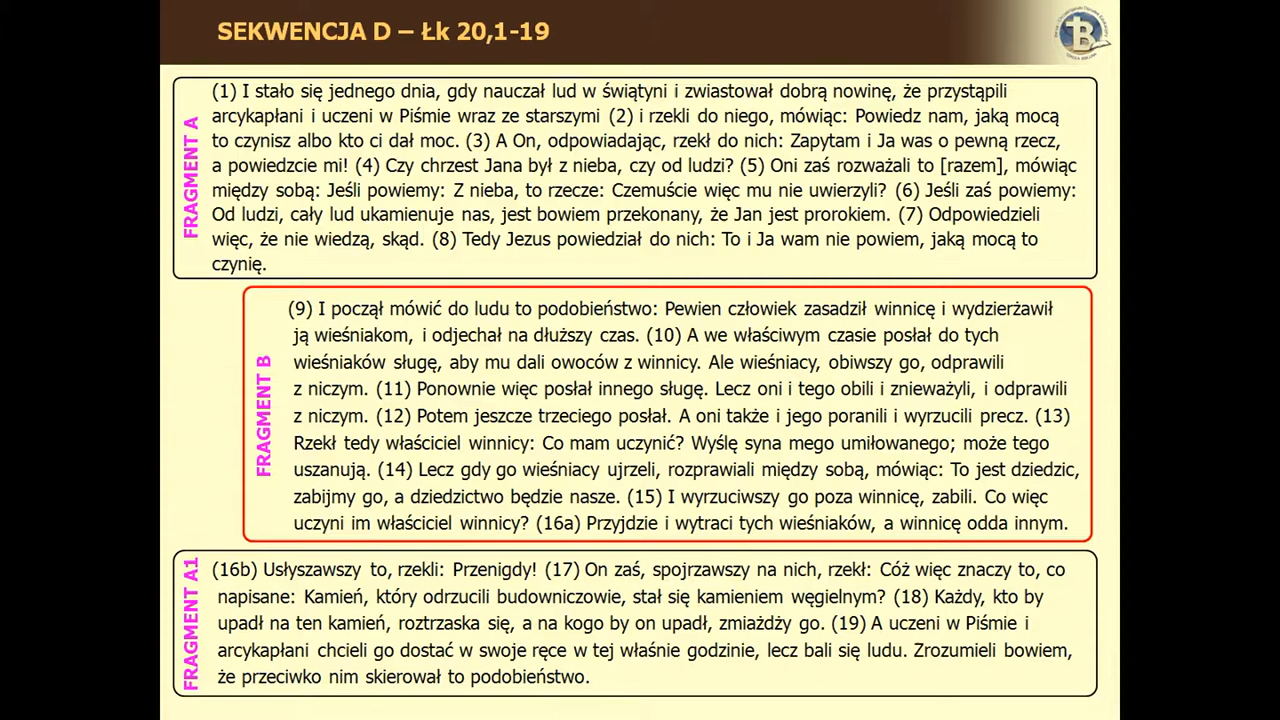 SEKWENCJA D – Łk 20,1-19
FRAGMENT A
(1) I stało się jednego dnia, gdy nauczał lud w świątyni i zwiastował dobrą nowinę, że przystąpili
arcykapłani i uczeni w Piśmie wraz ze starszymi (2) i rzekli do niego, mówiąc: Powiedz nam, jaką mocą
to czynisz albo kto ci dał moc. (3) A On, odpowiadając, rzekł do nich: Zapytam i Ja was o pewną rzecz,
a powiedzcie mi! (4) Czy chrzest Jana był z nieba, czy od ludzi? (5) Oni zaś rozważali to [razem], mówiąc
między sobą: Jeśli powiemy: Z nieba, to rzecze: Czemuście więc mu nie uwierzyli? (6) Jeśli zaś powiemy:
Od ludzi, cały lud ukamienuje nas, jest bowiem przekonany, że Jan jest prorokiem. (7) Odpowiedzieli
więc, że nie wiedzą, skąd. (8) Tedy Jezus powiedział do nich: To i Ja wam nie powiem, jaką mocą to
czynię.
FRAGMENT B
(9) I począł mówić do ludu to podobieństwo: Pewien człowiek zasadził winnicę i wydzierżawił
ją wieśniakom, i odjechał na dłuższy czas. (10) A we właściwym czasie posłał do tych
wieśniaków sługę, aby mu dali owoców z winnicy. Ale wieśniacy, obiwszy go, odprawili
z niczym. (11) Ponownie więc posłał innego sługę. Lecz oni i tego obili i znieważyli, i odprawili
z niczym. (12) Potem jeszcze trzeciego posłał. A oni także i jego poranili i wyrzucili precz. (13)
Rzekł tedy właściciel winnicy: Co mam uczynić? Wyślę syna mego umiłowanego; może tego
uszanują. (14) Lecz gdy go wieśniacy ujrzeli, rozprawiali między sobą, mówiąc: To jest dziedzic,
zabijmy go, a dziedzictwo będzie nasze. (15) I wyrzuciwszy go poza winnicę, zabili. Co więc
uczyni im właściciel winnicy? (16a) Przyjdzie i wytraci tych wieśniaków, a winnicę odda innym.
FRAGMENT A1
(16b) Usłyszawszy to, rzekli: Przenigdy! (17) On zaś, spojrzawszy na nich, rzekł: Cóż więc znaczy to, co
napisane: Kamień, który odrzucili budowniczowie, stał się kamieniem węgielnym? (18) Każdy, kto by
upadł na ten kamień, roztrzaska się, a na kogo by on upadł, zmiażdży go. (19) A uczeni w Piśmie i
arcykapłani chcieli go dostać w swoje ręce w tej właśnie godzinie, lecz bali się ludu. Zrozumieli bowiem,
że przeciwko nim skierował to podobieństwo.